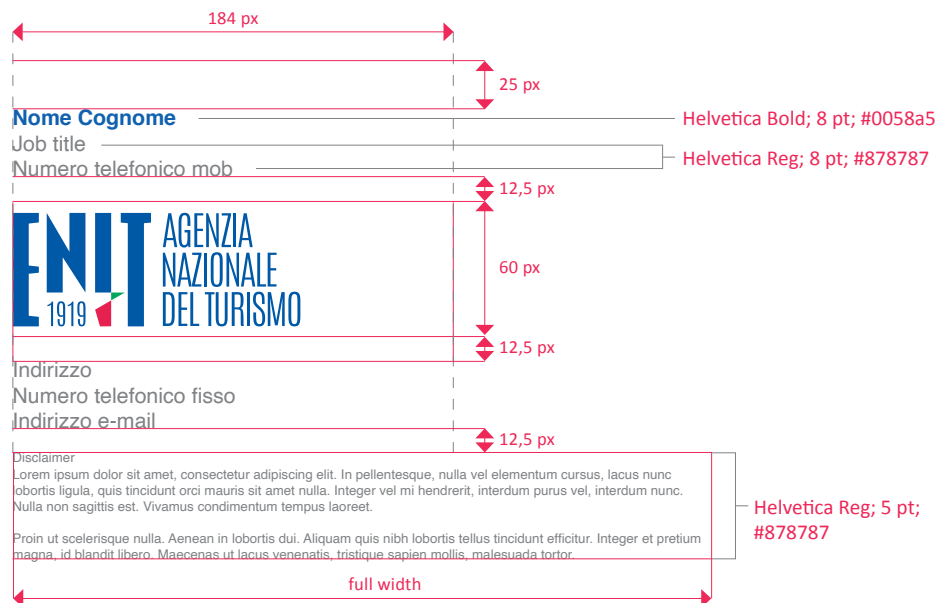 184 px
25 px
Nome Cognome
Helvetica Bold; 8 pt; #0058a5
Job title
Helvetica Reg; 8 pt; #878787
Numero telefonico mob
12,5 px
ENIT
1919
AGENZIA
NAZIONALE
DEL TURISMO
60 px
12,5 px
Indirizzo
Numero telefonico fisso
Indirizzo e-mail
12,5 px
Disclaimer
Lorem ipsum dolor sit amet, consectetur adipiscing elit. In pellentesque, nulla vel elementum cursus, lacus nunc
lobortis ligula, quis tincidunt orci mauris sit amet nulla. Integer vel mi hendrerit, interdum purus vel, interdum nunc.
Nulla non sagittis est. Vivamus condimentum tempus laoreet.
Proin ut scelerisque nulla. Aenean in lobortis dui. Aliquam quis nibh lobortis tellus tincidunt efficitur. Integer et pretium
magna, id blandit libero. Maecenas ut lacus venenatis, tristique sapien mollis, malesuada tortor.
Helvetica Reg; 5 pt;
#878787
full width